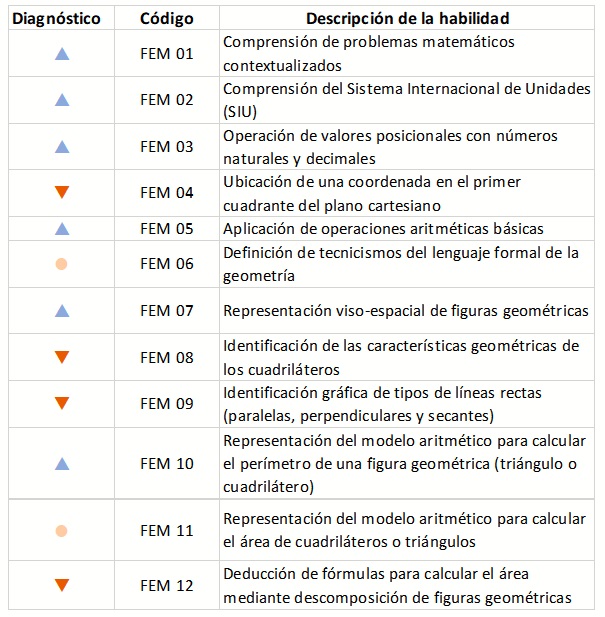 Diagnóstico Código Descripción de la habilidad
FEM 01 Comprensión de problemas matemáticos
contextualizados
FEM 02 Comprensión del Sistema Internacional de Unidades
(SIU)
FEM 03 Operación de valores posicionales con números
naturales y decimales
FEM 04 Ubicación de una coordenada en el primer
cuadrante del plano cartesiano
FEM 05 Aplicación de operaciones aritméticas básicas
FEM 06 Definición de tecnicismos del lenguaje formal de la
geometría
FEM 07 Representación viso-espacial de figuras geométricas
FEM 08 Identificación de las características geométricas de
los cuadriláteros
FEM 09 Identificación gráfica de tipos de líneas rectas
(paralelas, perpendiculares y secantes)
FEM 10 Representación del modelo aritmético para calcular
el perímetro de una figura geométrica (triángulo o
cuadrilátero)
FEM 11 Representación del modelo aritmético para calcular
el área de cuadriláteros o triángulos
FEM 12 Deducción de fórmulas para calcular el área
mediante descomposición de figuras geométricas